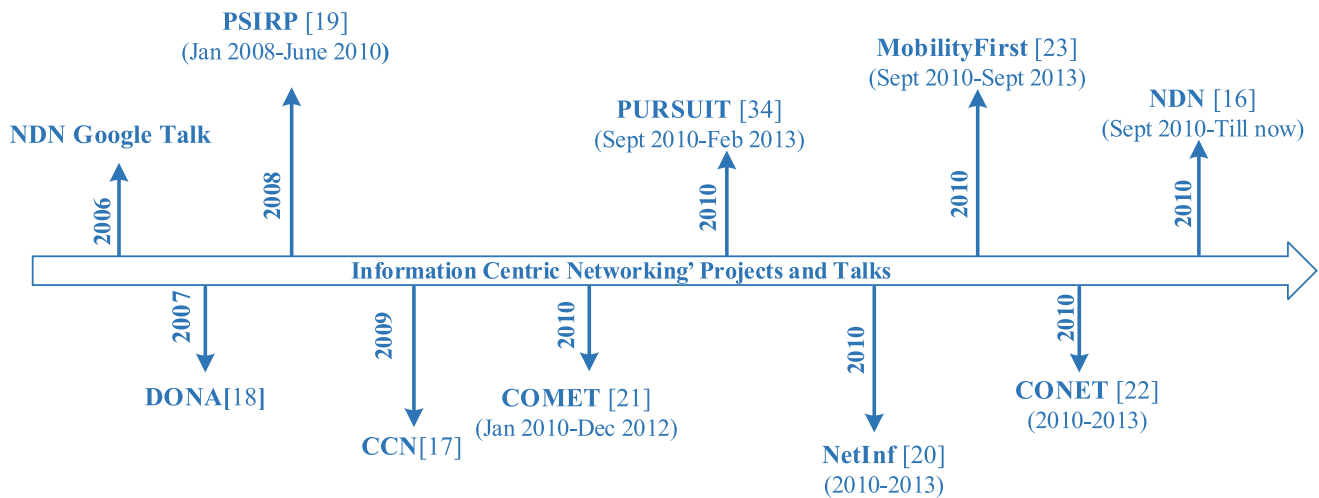 PSIRP [19]
(Jan 2008-June 2010)
MobilityFirst [23]
(Sept 2010-Sept 2013)
NDN Google Talk
PURSUIT [34]
(Sept 2010-Feb 2013)
NDN [16]
(Sept 2010-Till now)
2006
2008
2010
2010
2010
Information Centric Networking’ Projects and Talks
2007
2009
2010
2010
2010
DONA[18]
CCN[17]
COMET [21]
(Jan 2010-Dec 2012)
NetInf [20]
(2010-2013)
CONET [22]
(2010-2013)